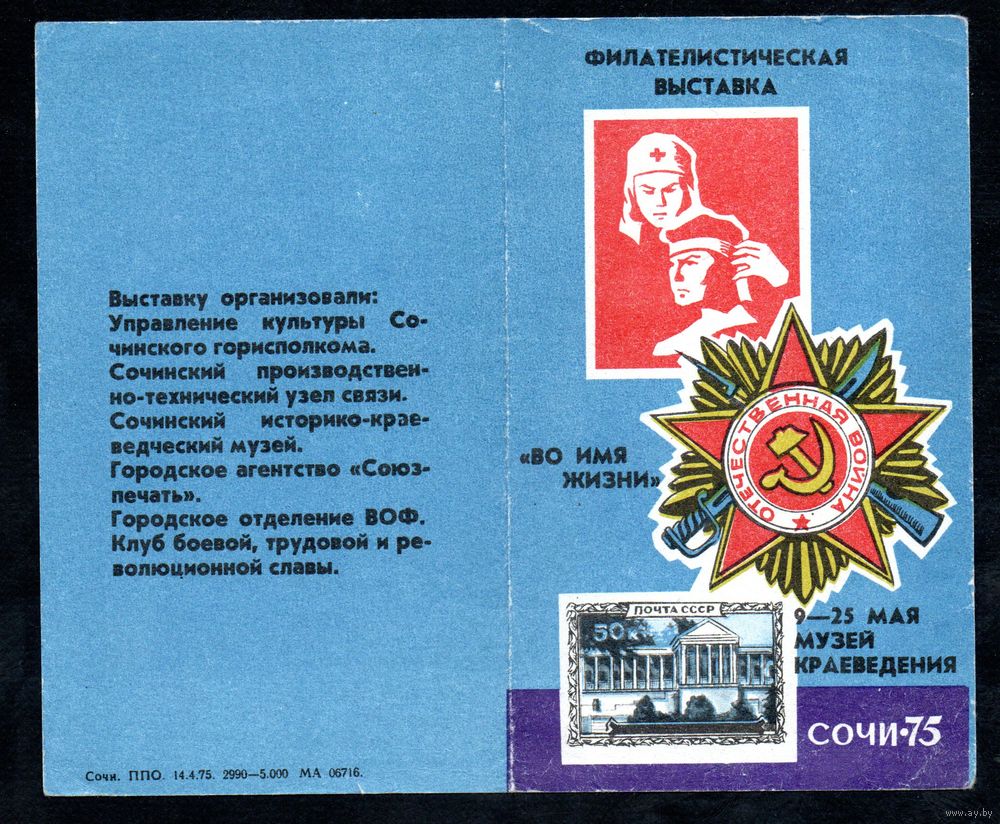 Выставку организовали:
Управление культуры Со-
чинского горисполкома.
Сочинский производствен-
но-технический узел связи.
Сочинский историко-крае-
ведческий музей.
Городское агентство «Союз-
печать».
Городское отделение ВОФ.
Клуб боевой, трудовой и ре-
волюционной славы.
Сочи. ППО. 14.4.75. 2990—5.000 МА 06716.
ФИЛАТЕЛИСТИЧЕСКАЯ
ВЫСТАВКА
ОТЕЧЕСТВЕННАЯ ВОЙНА
«ВО ИМЯ
ЖИЗНИ»
ПОЧТА СССР
50 к
9—25 МАЯ
МУЗЕЙ
КРАЕВЕДЕНИЯ
СОЧИ·75
www.ay.by